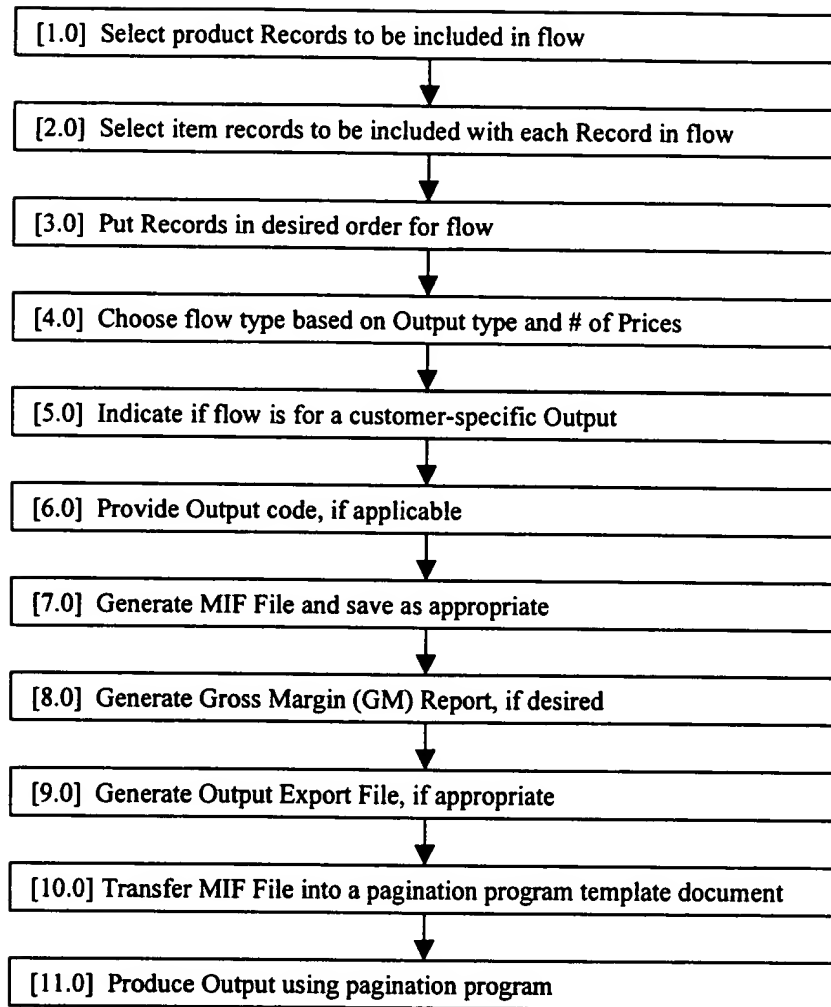 [1.0] Select product Records to be included in flow
[2.0] Select item records to be included with each Record in flow
[3.0] Put Records in desired order for flow
[4.0] Choose flow type based on Output type and # of Prices
[5.0] Indicate if flow is for a customer-specific Output
[6.0] Provide Output code, if applicable
[7.0] Generate MIF File and save as appropriate
[8.0] Generate Gross Margin (GM) Report, if desired
[9.0] Generate Output Export File, if appropriate
[10.0] Transfer MIF File into a pagination program template document
[11.0] Produce Output using pagination program